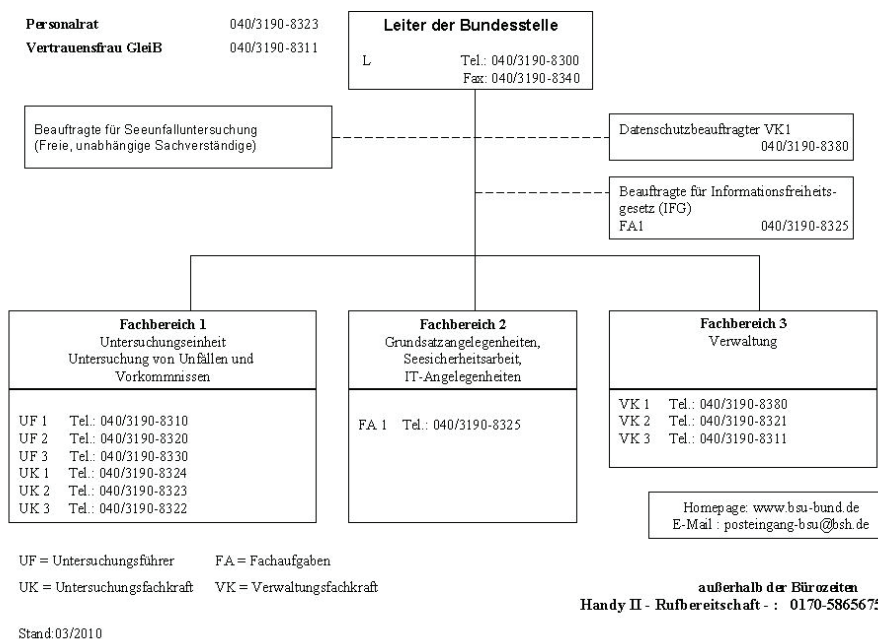 Personalrat 040/3190-8323
Vertrauensfrau GleiB 040/3190-8311
Leiter der Bundesstelle
L Tel.: 040/3190-8300
Fax: 040/3190-8340
Beauftragte für Seeunfalluntersuchung
(Freie, unabhängige Sachverständige)
Datenschutzbeauftragter VK1
040/3190-8380
Beauftragte für Informationsfreiheits-
gesetz (IFG)
FA1 040/3190-8325
Fachbereich 1
Untersuchungseinheit
Untersuchung von Unfällen und
Vorkommnissen
UF 1 Tel.: 040/3190-8310
UF 2 Tel.: 040/3190-8320
UF 3 Tel.: 040/3190-8330
UK 1 Tel.: 040/3190-8324
UK 2 Tel.: 040/3190-8323
UK 3 Tel.: 040/3190-8322
Fachbereich 2
Grundsatzangelegenheiten,
Seesicherheitsarbeit,
IT-Angelegenheiten
FA 1 Tel.: 040/3190-8325
Fachbereich 3
Verwaltung
VK 1 Tel.: 040/3190-8380
VK 2 Tel.: 040/3190-8321
VK 3 Tel.: 040/3190-8311
Homepage: www.bsu-bund.de
E-Mail : posteingang-bsu@bsh.de
UF = Untersuchungsführer FA = Fachaufgaben
UK = Untersuchungsfachkraft VK = Verwaltungsfachkraft
außerhalb der Bürozeiten
Handy II - Rufbereitschaft - : 0170-5865675
Stand:03/2010